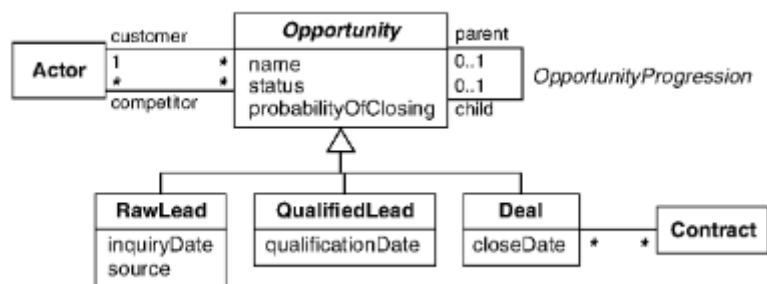 customer
Opportunity
parent
Actor
1
*
name
0..1
*
*
status
0..1
OpportunityProgression
competitor
probabilityOfClosing
child
RawLead
QualifiedLead
Deal
Contract
inquiryDate
source
qualificationDate
closeDate
*
*